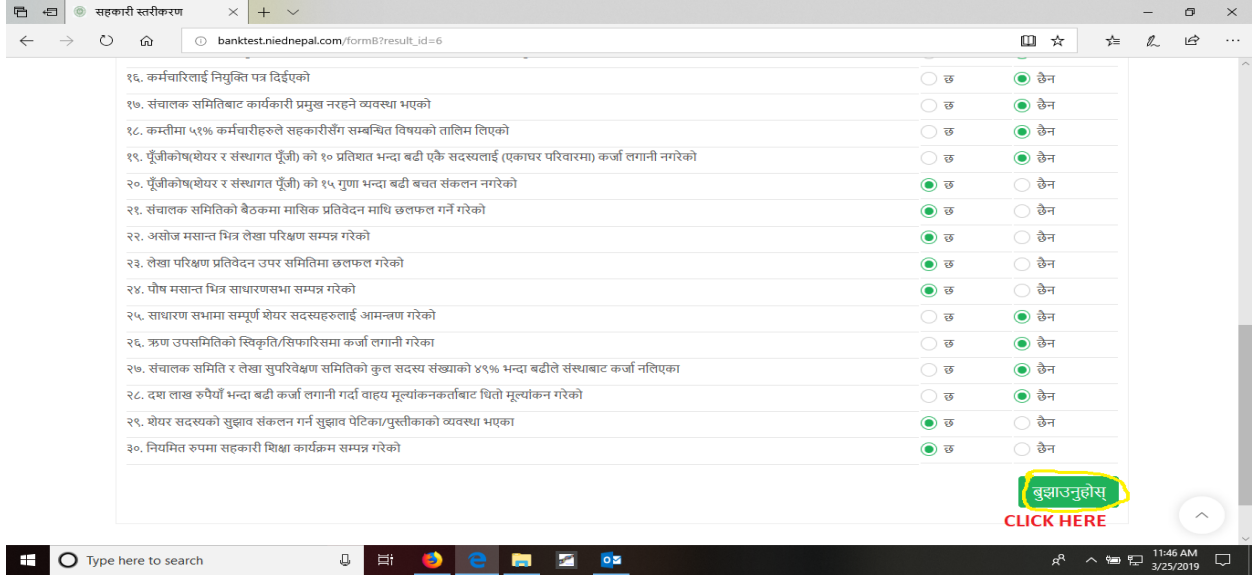 सहकारी स्तरीकरण
banktest.niednepal.com/formB?result_id=6
१६. कर्मचारिलाई नियुक्ति पत्र दिईएको छ छैन
१७. संचालक समितिबाट कार्यकारी प्रमुख नरहने व्यवस्था भएको छ छैन
१८. कम्तीमा ५१% कर्मचारीहरुले सहकारीसँग सम्बन्धित विषयको तालिम लिएको छ छैन
१९. पूँजीकोष(शेयर र संस्थागत पूँजी) को १० प्रतिशत भन्दा बढी एकै सदस्यलाई (एकाघर परिवारमा) कर्जा लगानी नगरेको छ छैन
२०. पूँजीकोष(शेयर र संस्थागत पूँजी) को १५ गुणा भन्दा बढी बचत संकलन नगरेको छ छैन
२१. संचालक समितिको बैठकमा मासिक प्रतिवेदन माथि छलफल गर्ने गरेको छ छैन
२२. असोज मसान्त भित्र लेखा परिक्षण सम्पन्न गरेको छ छैन
२३. लेखा परिक्षण प्रतिवेदन उपर समितिमा छलफल गरेको छ छैन
२४. पौष मसान्त भित्र साधारणसभा सम्पन्न गरेको छ छैन
२५. साधारण सभामा सम्पूर्ण शेयर सदस्यहरुलाई आमन्त्रण गरेको छ छैन
२६. ऋण उपसमितिको स्विकृति/सिफारिसमा कर्जा लगानी गरेका छ छैन
२७. संचालक समिति र लेखा सुपरिवेक्षण समितिको कुल सदस्य संख्याको ४९% भन्दा बढीले संस्थाबाट कर्जा नलिएका छ छैन
२८. दश लाख रुपैयाँ भन्दा बढी कर्जा लगानी गर्दा वाहय मूल्यांकनकर्ताबाट धितो मूल्यांकन गरेको छ छैन
२९. शेयर सदस्यको सुझाव संकलन गर्न सुझाव पेटिका/पुस्तीकाको व्यवस्था भएका छ छैन
३०. नियमित रुपमा सहकारी शिक्षा कार्यक्रम सम्पन्न गरेको छ छैन
बुझाउनुहोस्
CLICK HERE
Type here to search
11:46 AM
3/25/2019